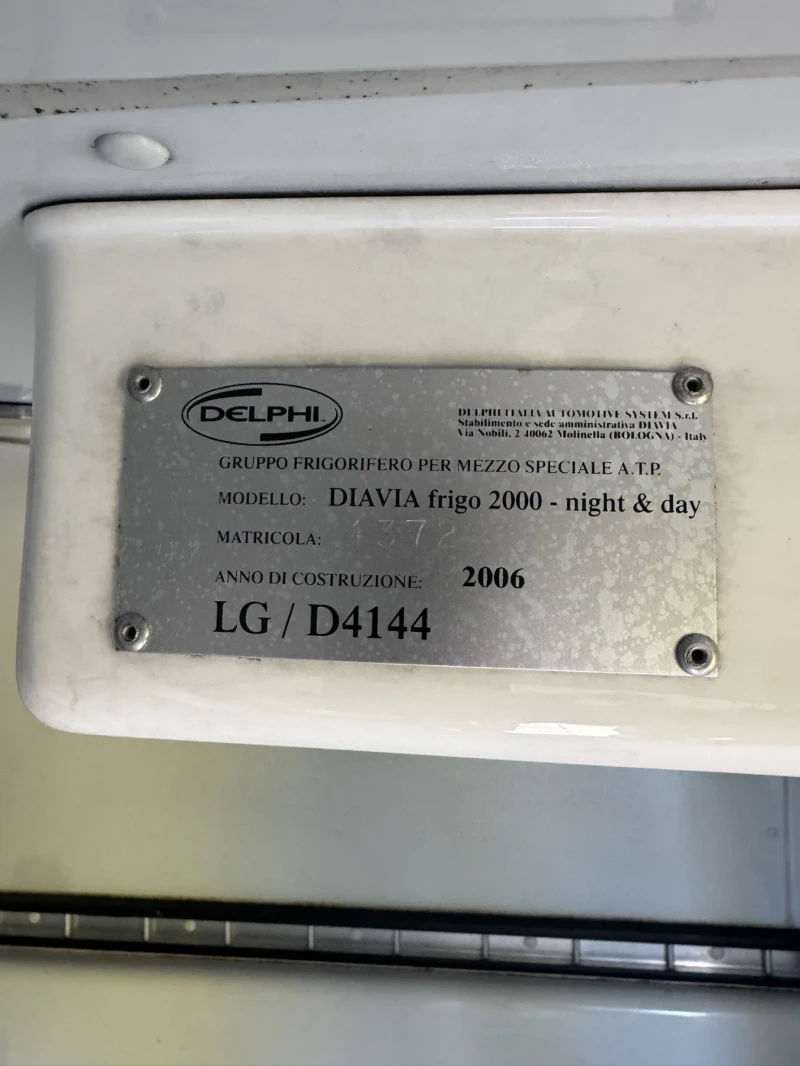 DELPHI
DELPHI ITALIA AUTOMOTIVE SYSTEM S.r.l.
Stabilimento e sede amministrativa DIAVIA
Via Nobili, 2 40062 Molinella (BOLOGNA) - Italy
GRUPPO FRIGORIFERO PER MEZZO SPECIALE A.T.P.
MODELLO: DIAVIA frigo 2000 - night & day
MATRICOLA: 1372
ANNO DI COSTRUZIONE: 2006
LG / D4144